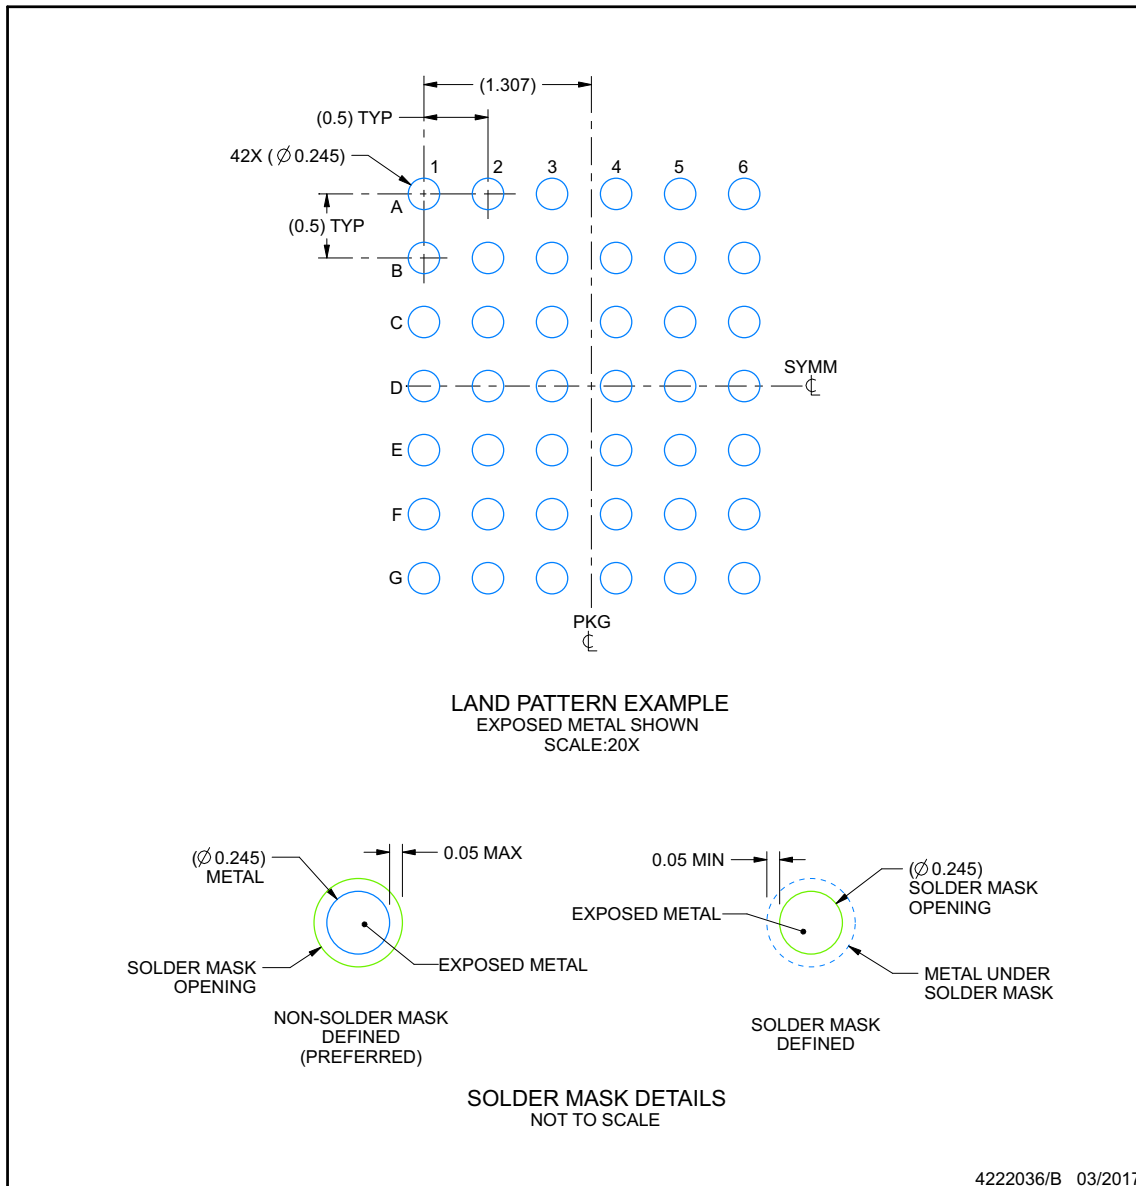 (1.307)
(0.5) TYP
42X ( ∅ 0.245)
1 2 3 4 5 6
A
(0.5) TYP
B
C
SYMM
℄
D
E
F
G
PKG
℄
LAND PATTERN EXAMPLE
EXPOSED METAL SHOWN
SCALE:20X
(∅ 0.245)
METAL
0.05 MAX
SOLDER MASK
OPENING
EXPOSED METAL
NON-SOLDER MASK
DEFINED
(PREFERRED)
0.05 MIN
(∅ 0.245)
SOLDER MASK
OPENING
EXPOSED METAL
METAL UNDER
SOLDER MASK
SOLDER MASK
DEFINED
SOLDER MASK DETAILS
NOT TO SCALE
4222036/B 03/2017